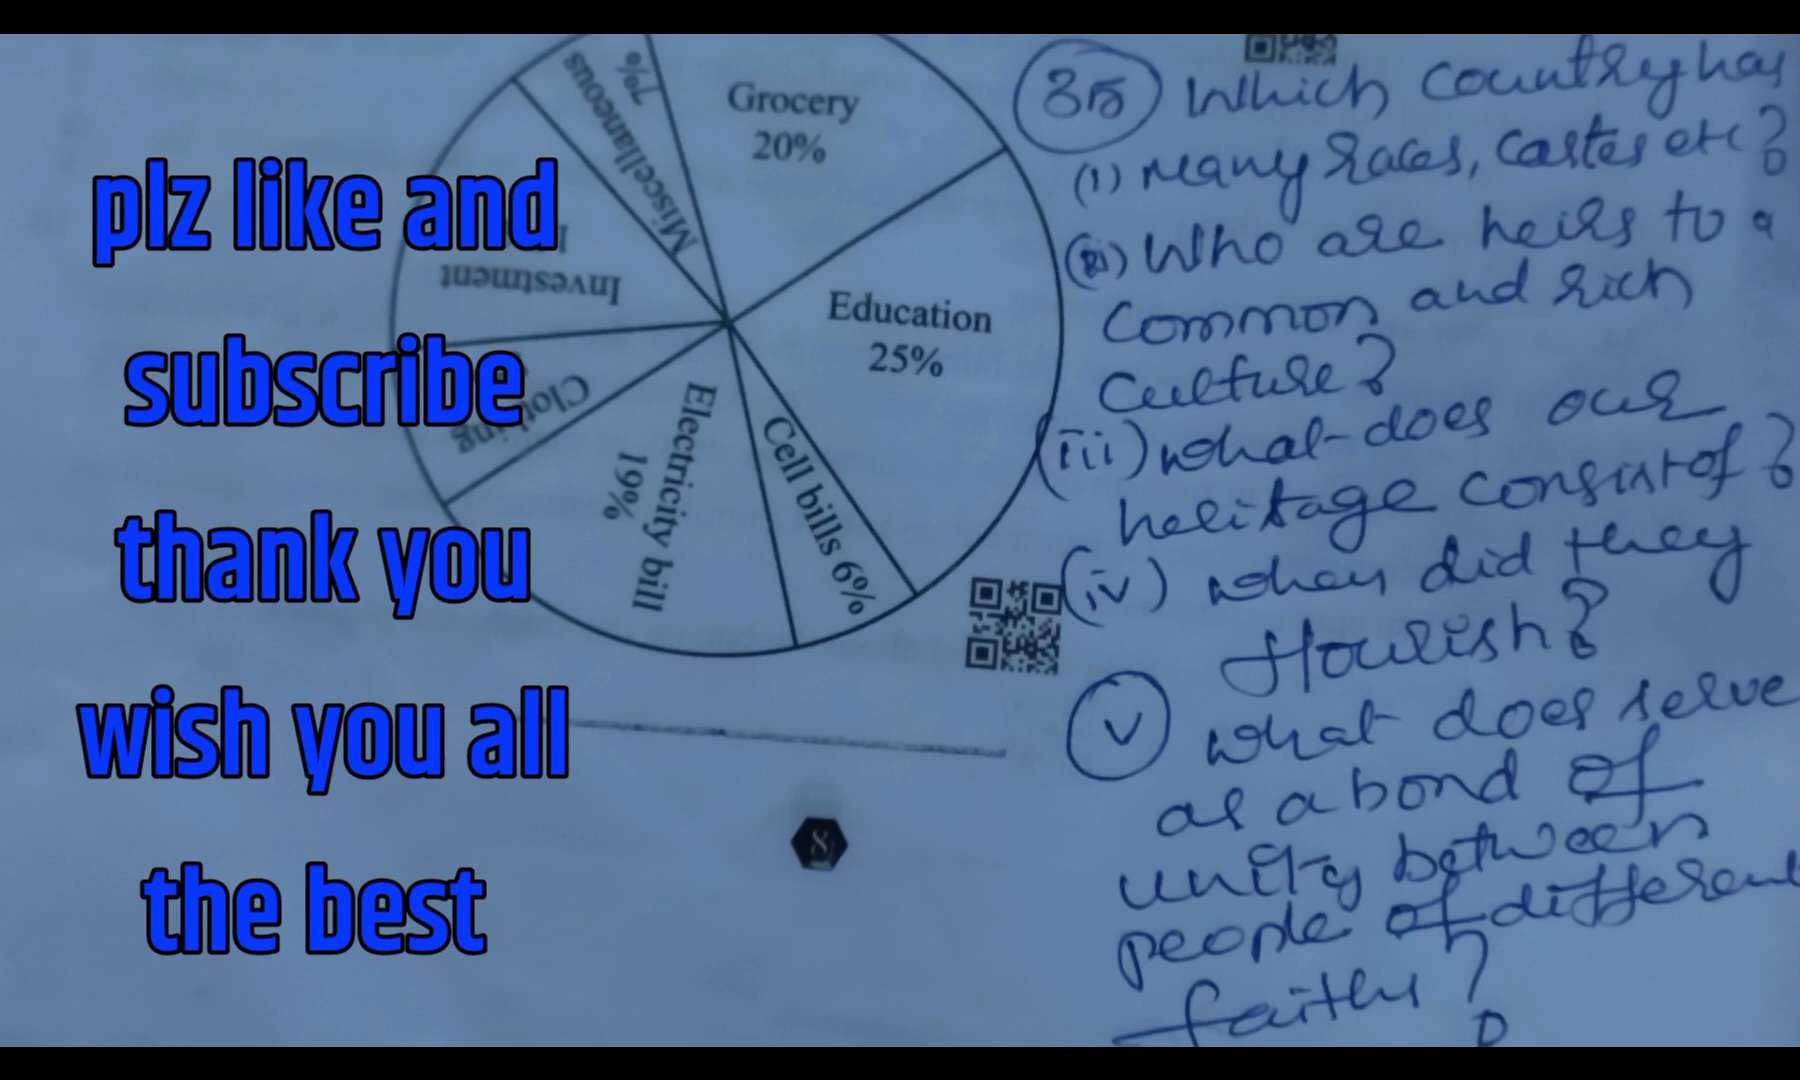 plz like and
subscribe
thank you
wish you all
the best
Miscellaneous
7%
Grocery
20%
Education
25%
Investment
Clothing
Electricity bill
19%
Cell bills 6%
8
35 Which country has
(i) many races, castes etc?
(ii) Who are heirs to a
common and rich
culture?
(iii) what does our
heritage consist of?
(iv) when did they
flourish?
v what does serve
as a bond of
unity between
people of different
faiths?